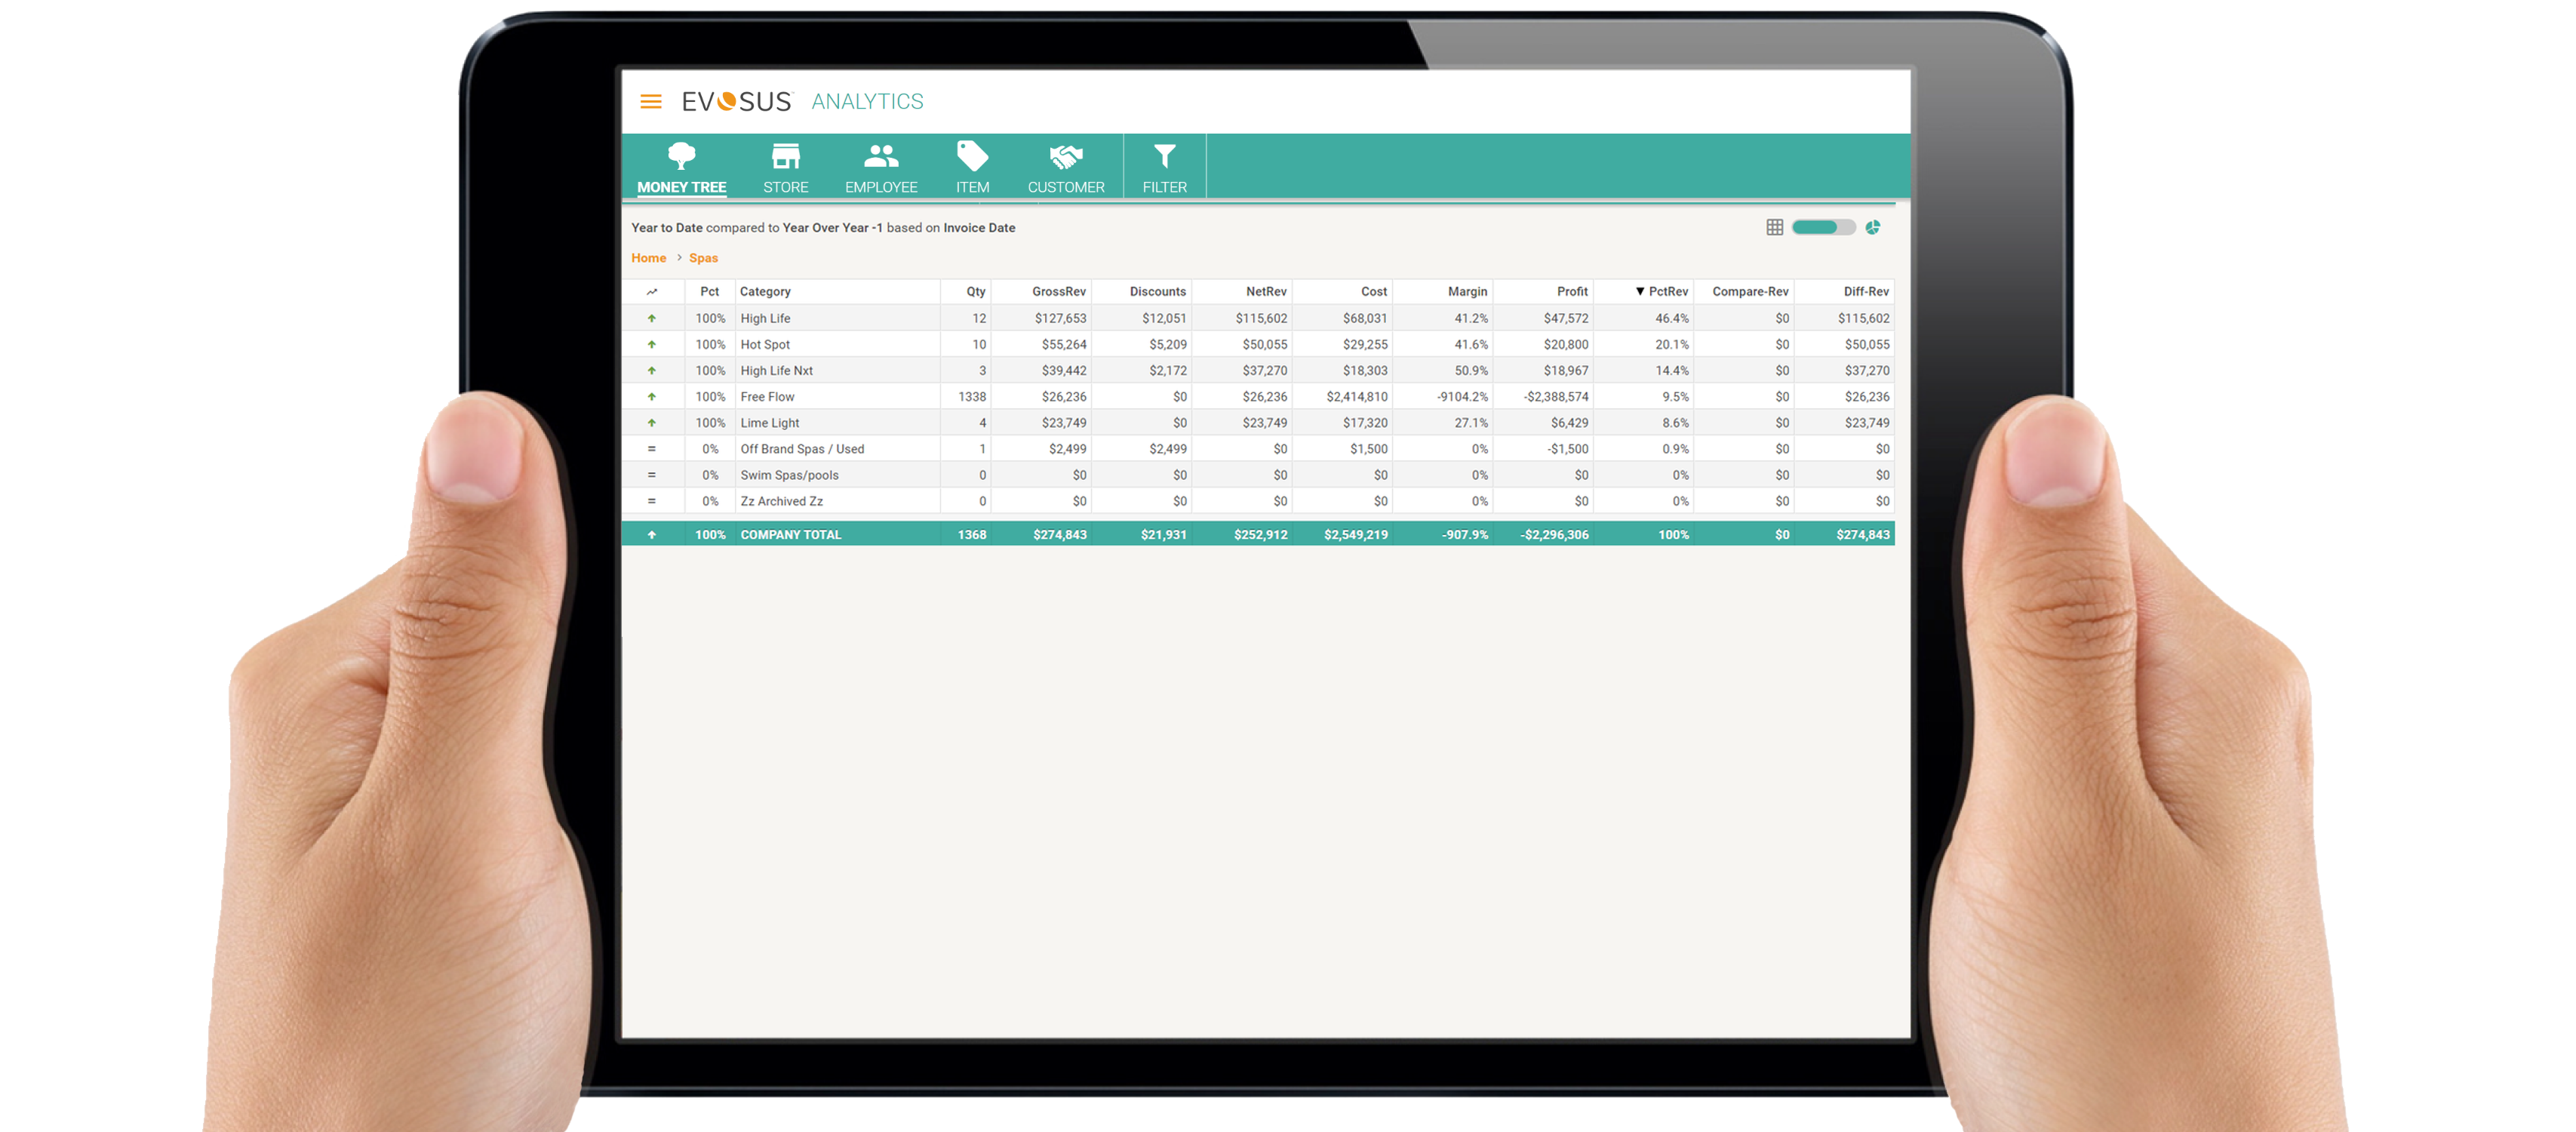 EVOSUS ANALYTICS
MONEY TREE STORE EMPLOYEE ITEM CUSTOMER FILTER
Year to Date compared to Year Over Year -1 based on Invoice Date
Home > Spas
Pct Category Qty GrossRev Discounts NetRev Cost Margin Profit ▼ PctRev Compare-Rev Diff-Rev
100% High Life 12 $127,653 $12,051 $115,602 $68,031 41.2% $47,572 46.4% $0 $115,602
100% Hot Spot 10 $55,264 $5,209 $50,055 $29,255 41.6% $20,800 20.1% $0 $50,055
100% High Life Nxt 3 $39,442 $2,172 $37,270 $18,303 50.9% $18,967 14.4% $0 $37,270
100% Free Flow 1338 $26,236 $0 $26,236 $2,414,810 -9104.2% -$2,388,574 9.5% $0 $26,236
100% Lime Light 4 $23,749 $0 $23,749 $17,320 27.1% $6,429 8.6% $0 $23,749
= 0% Off Brand Spas / Used 1 $2,499 $2,499 $0 $1,500 0% -$1,500 0.9% $0 $0
= 0% Swim Spas/pools 0 $0 $0 $0 $0 0% $0 0% $0 $0
= 0% Zz Archived Zz 0 $0 $0 $0 $0 0% $0 0% $0 $0
100% COMPANY TOTAL 1368 $274,843 $21,931 $252,912 $2,549,219 -907.9% -$2,296,306 100% $0 $274,843